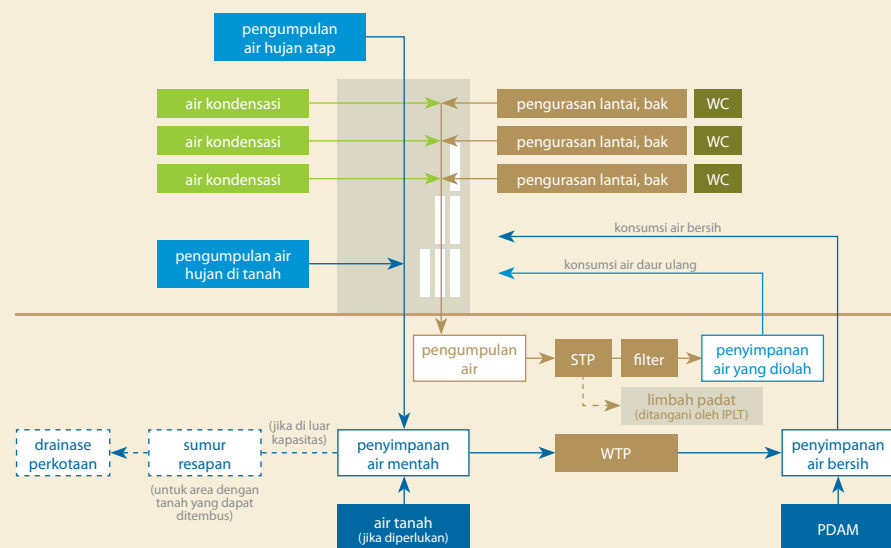 pengumpulan
air hujan atap
air kondensasi
pengurasan lantai, bak
WC
air kondensasi
pengurasan lantai, bak
WC
air kondensasi
pengurasan lantai, bak
WC
konsumsi air bersih
pengumpulan air
hujan di tanah
konsumsi air daur ulang
pengumpulan
air
STP
filter
penyimpanan
air yang diolah
limbah padat
(ditangani oleh IPLT)
drainase
perkotaan
sumur
resapan
(jika di luar
kapasitas)
penyimpanan
air mentah
WTP
penyimpanan
air bersih
(untuk area dengan
tanah yang dapat
ditembus)
air tanah
(jika diperlukan)
PDAM